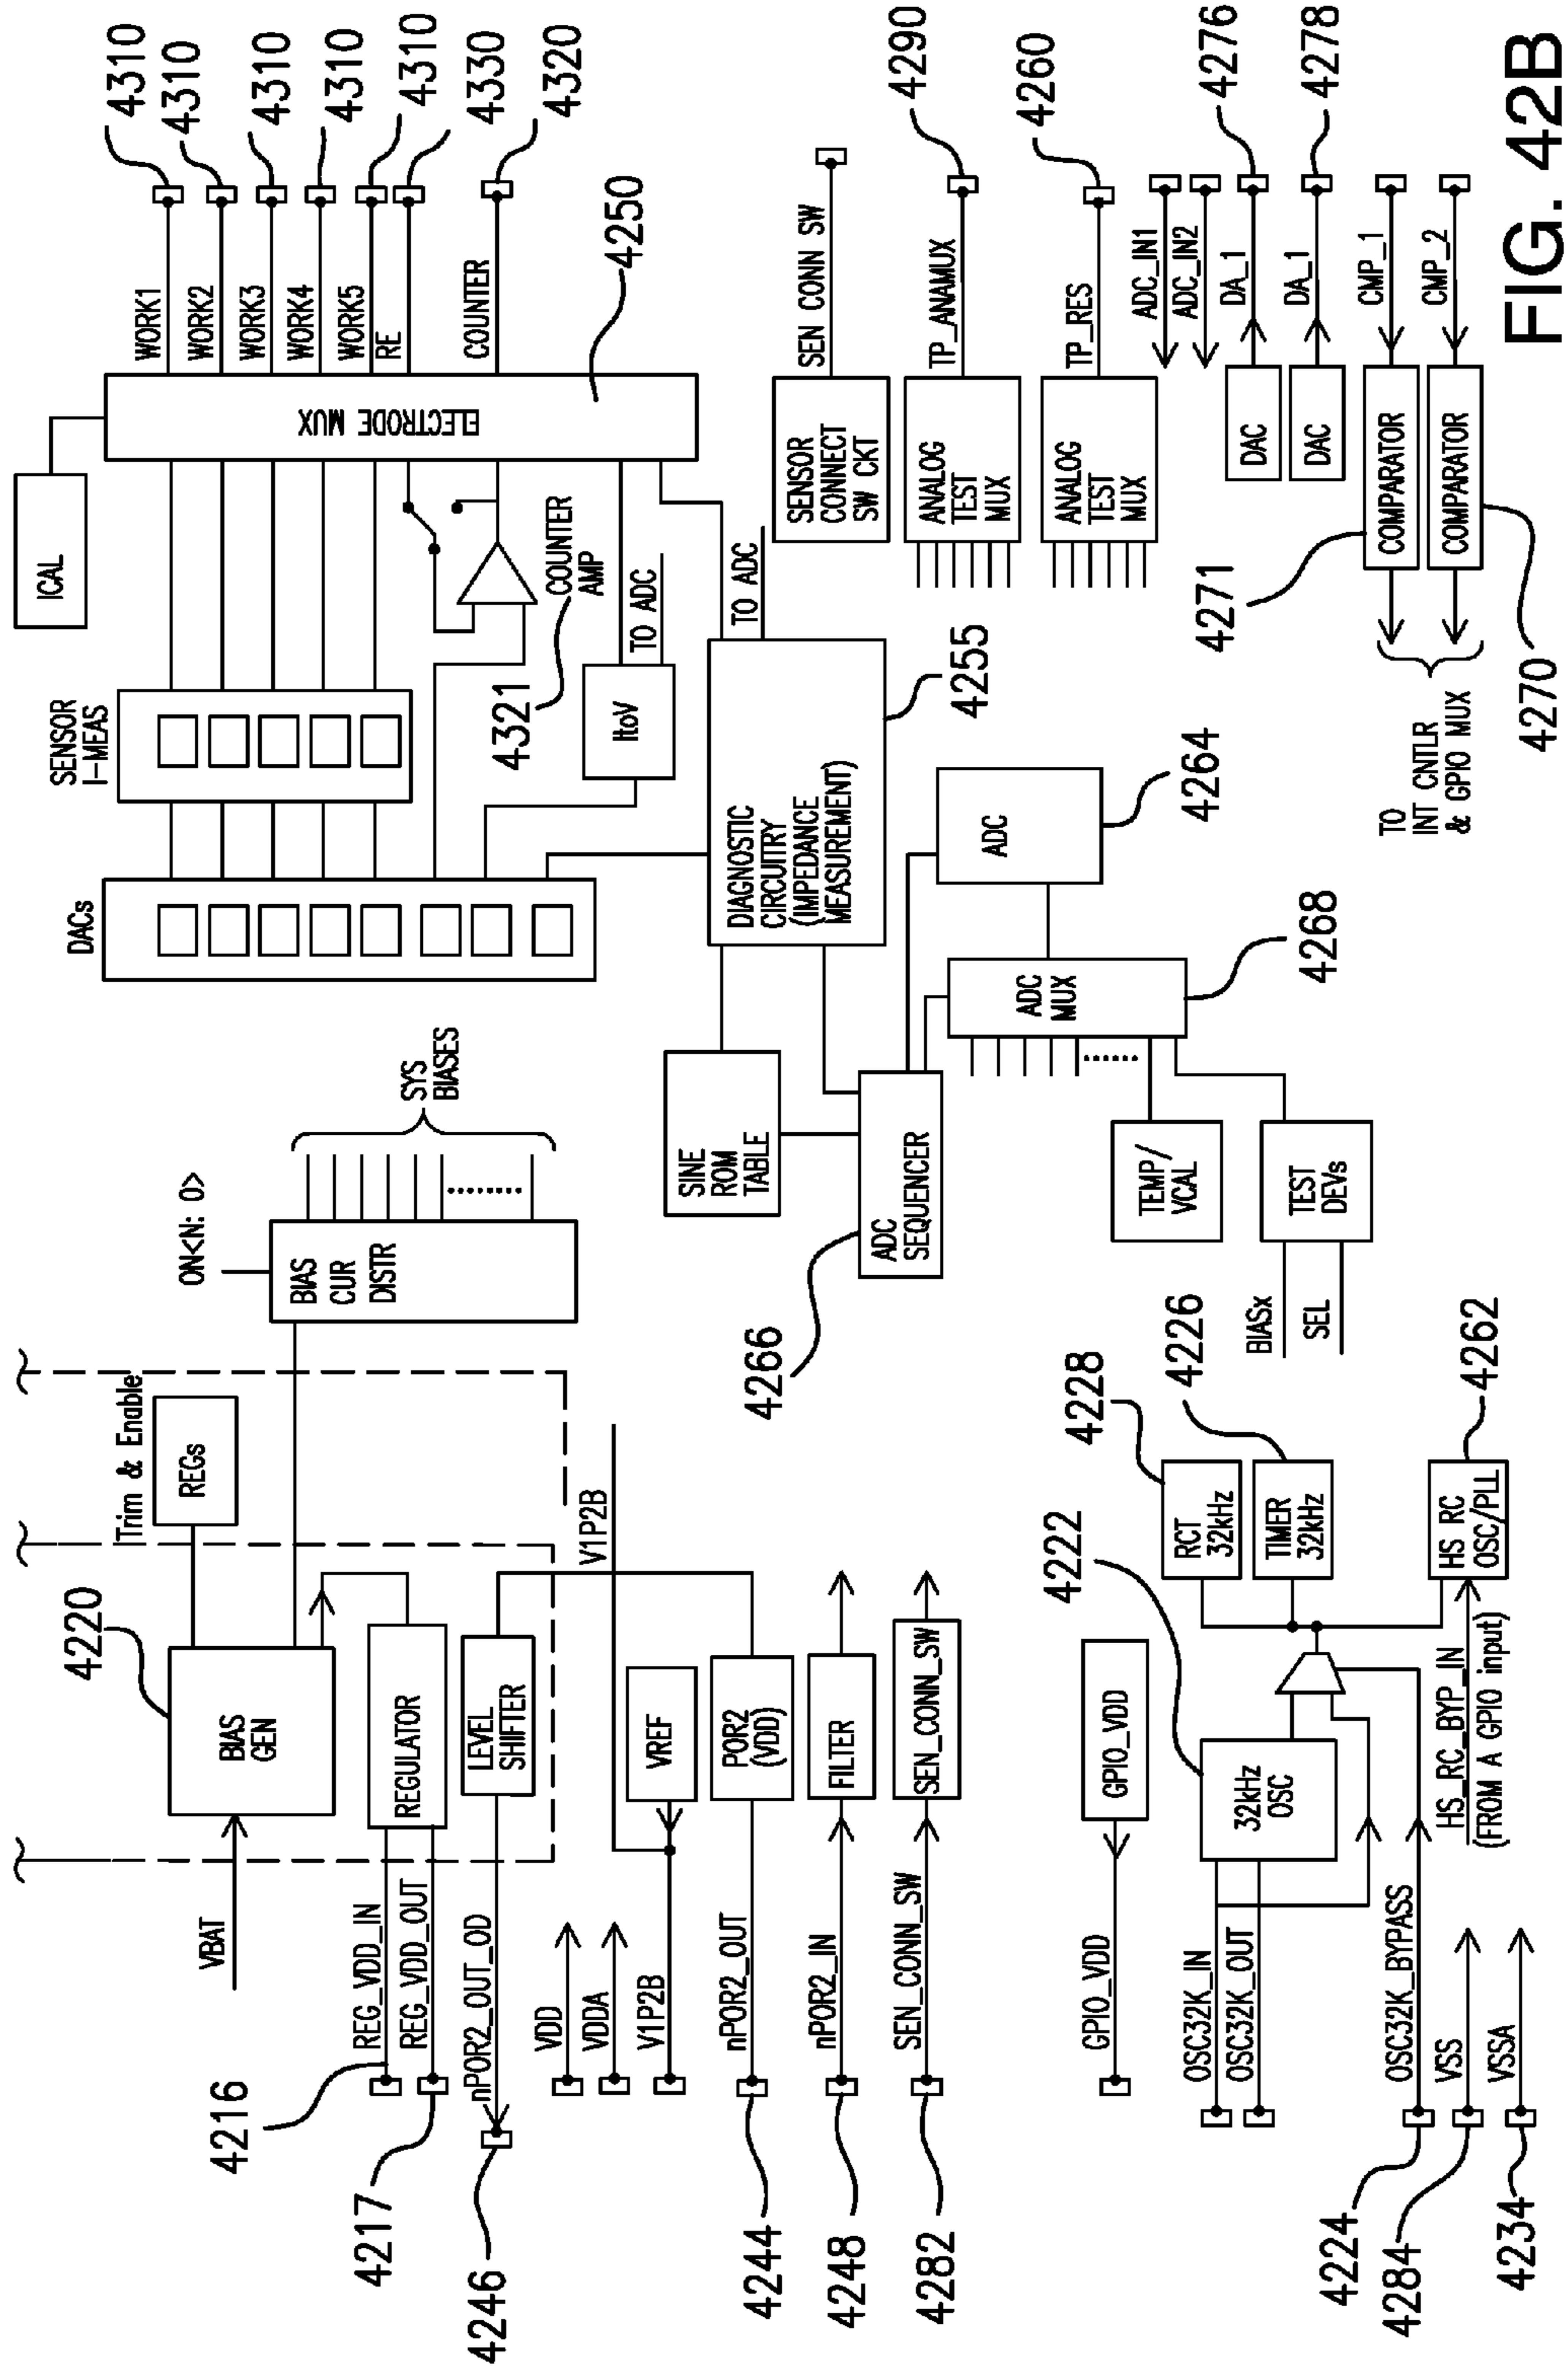 4310
4310
4310
4310
4310
4330
4320
WORK1
WORK2
WORK3
WORK4
WORK5
RE
COUNTER
4250
ICAL
ELECTRODE MUX
SENSOR
I-MEAS
DACs
4321
COUNTER
AMP
ItoV
TO ADC
TO ADC
DIAGNOSTIC
CIRCUITRY
(IMPEDANCE
MEASUREMENT)
4255
SEN CONN SW
SENSOR
CONNECT
SW CKT
4290
TP_ANAMUX
ANALOG
TEST
MUX
4260
TP_RES
ANALOG
TEST
MUX
ADC_IN1
ADC_IN2
4276
DA_1
DAC
4278
DA_1
DAC
CMP_1
COMPARATOR
CMP_2
COMPARATOR
4271
4270
TO
INT CNTLR
& GPIO MUX
ADC
4264
ADC
MUX
4268
SINE
ROM
TABLE
ADC
SEQUENCER
4266
TEMP/
VCAL
TEST
DEVs
BIASx
SEL
ON<N: 0>
BIAS
CUR
DISTR
SYS
BIASES
Trim & Enable
REGs
4220
BIAS
GEN
VBAT
REGULATOR
REG_VDD_IN
REG_VDD_OUT
4216
4217
LEVEL
SHIFTER
nPOR2_OUT_OD
4246
V1P2B
VDD
VDDA
VREF
V1P2B
POR2
(VDD)
nPOR2_OUT
4244
FILTER
nPOR2_IN
4248
SEN_CONN_SW
SEN_CONN_SW
4282
GPIO_VDD
GPIO_VDD
4222
32kHz
OSC
OSC32K_IN
OSC32K_OUT
OSC32K_BYPASS
4224
VSS
4284
VSSA
4234
4228
RCT
32kHz
4226
TIMER
32kHz
4262
HS RC
OSC/PLL
HS_RC_BYP_IN
(FROM A GPIO input)
FIG. 42B